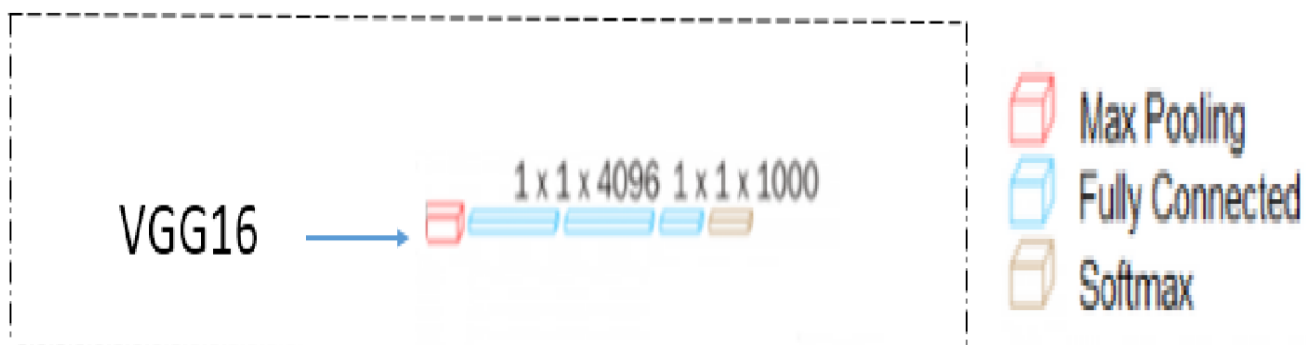 1 x 1 x 4096 1 x 1 x 1000
VGG16
Max Pooling
Fully Connected
Softmax